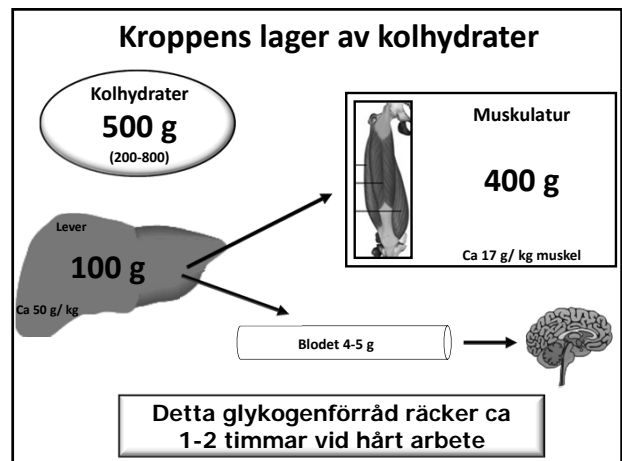 Kroppens lager av kolhydrater
Kolhydrater
500 g
(200-800)
Muskulatur
400 g
Ca 17 g/ kg muskel
Lever
100 g
Ca 50 g/ kg
Blodet 4-5 g
Detta glykogenförråd räcker ca
1-2 timmar vid hårt arbete